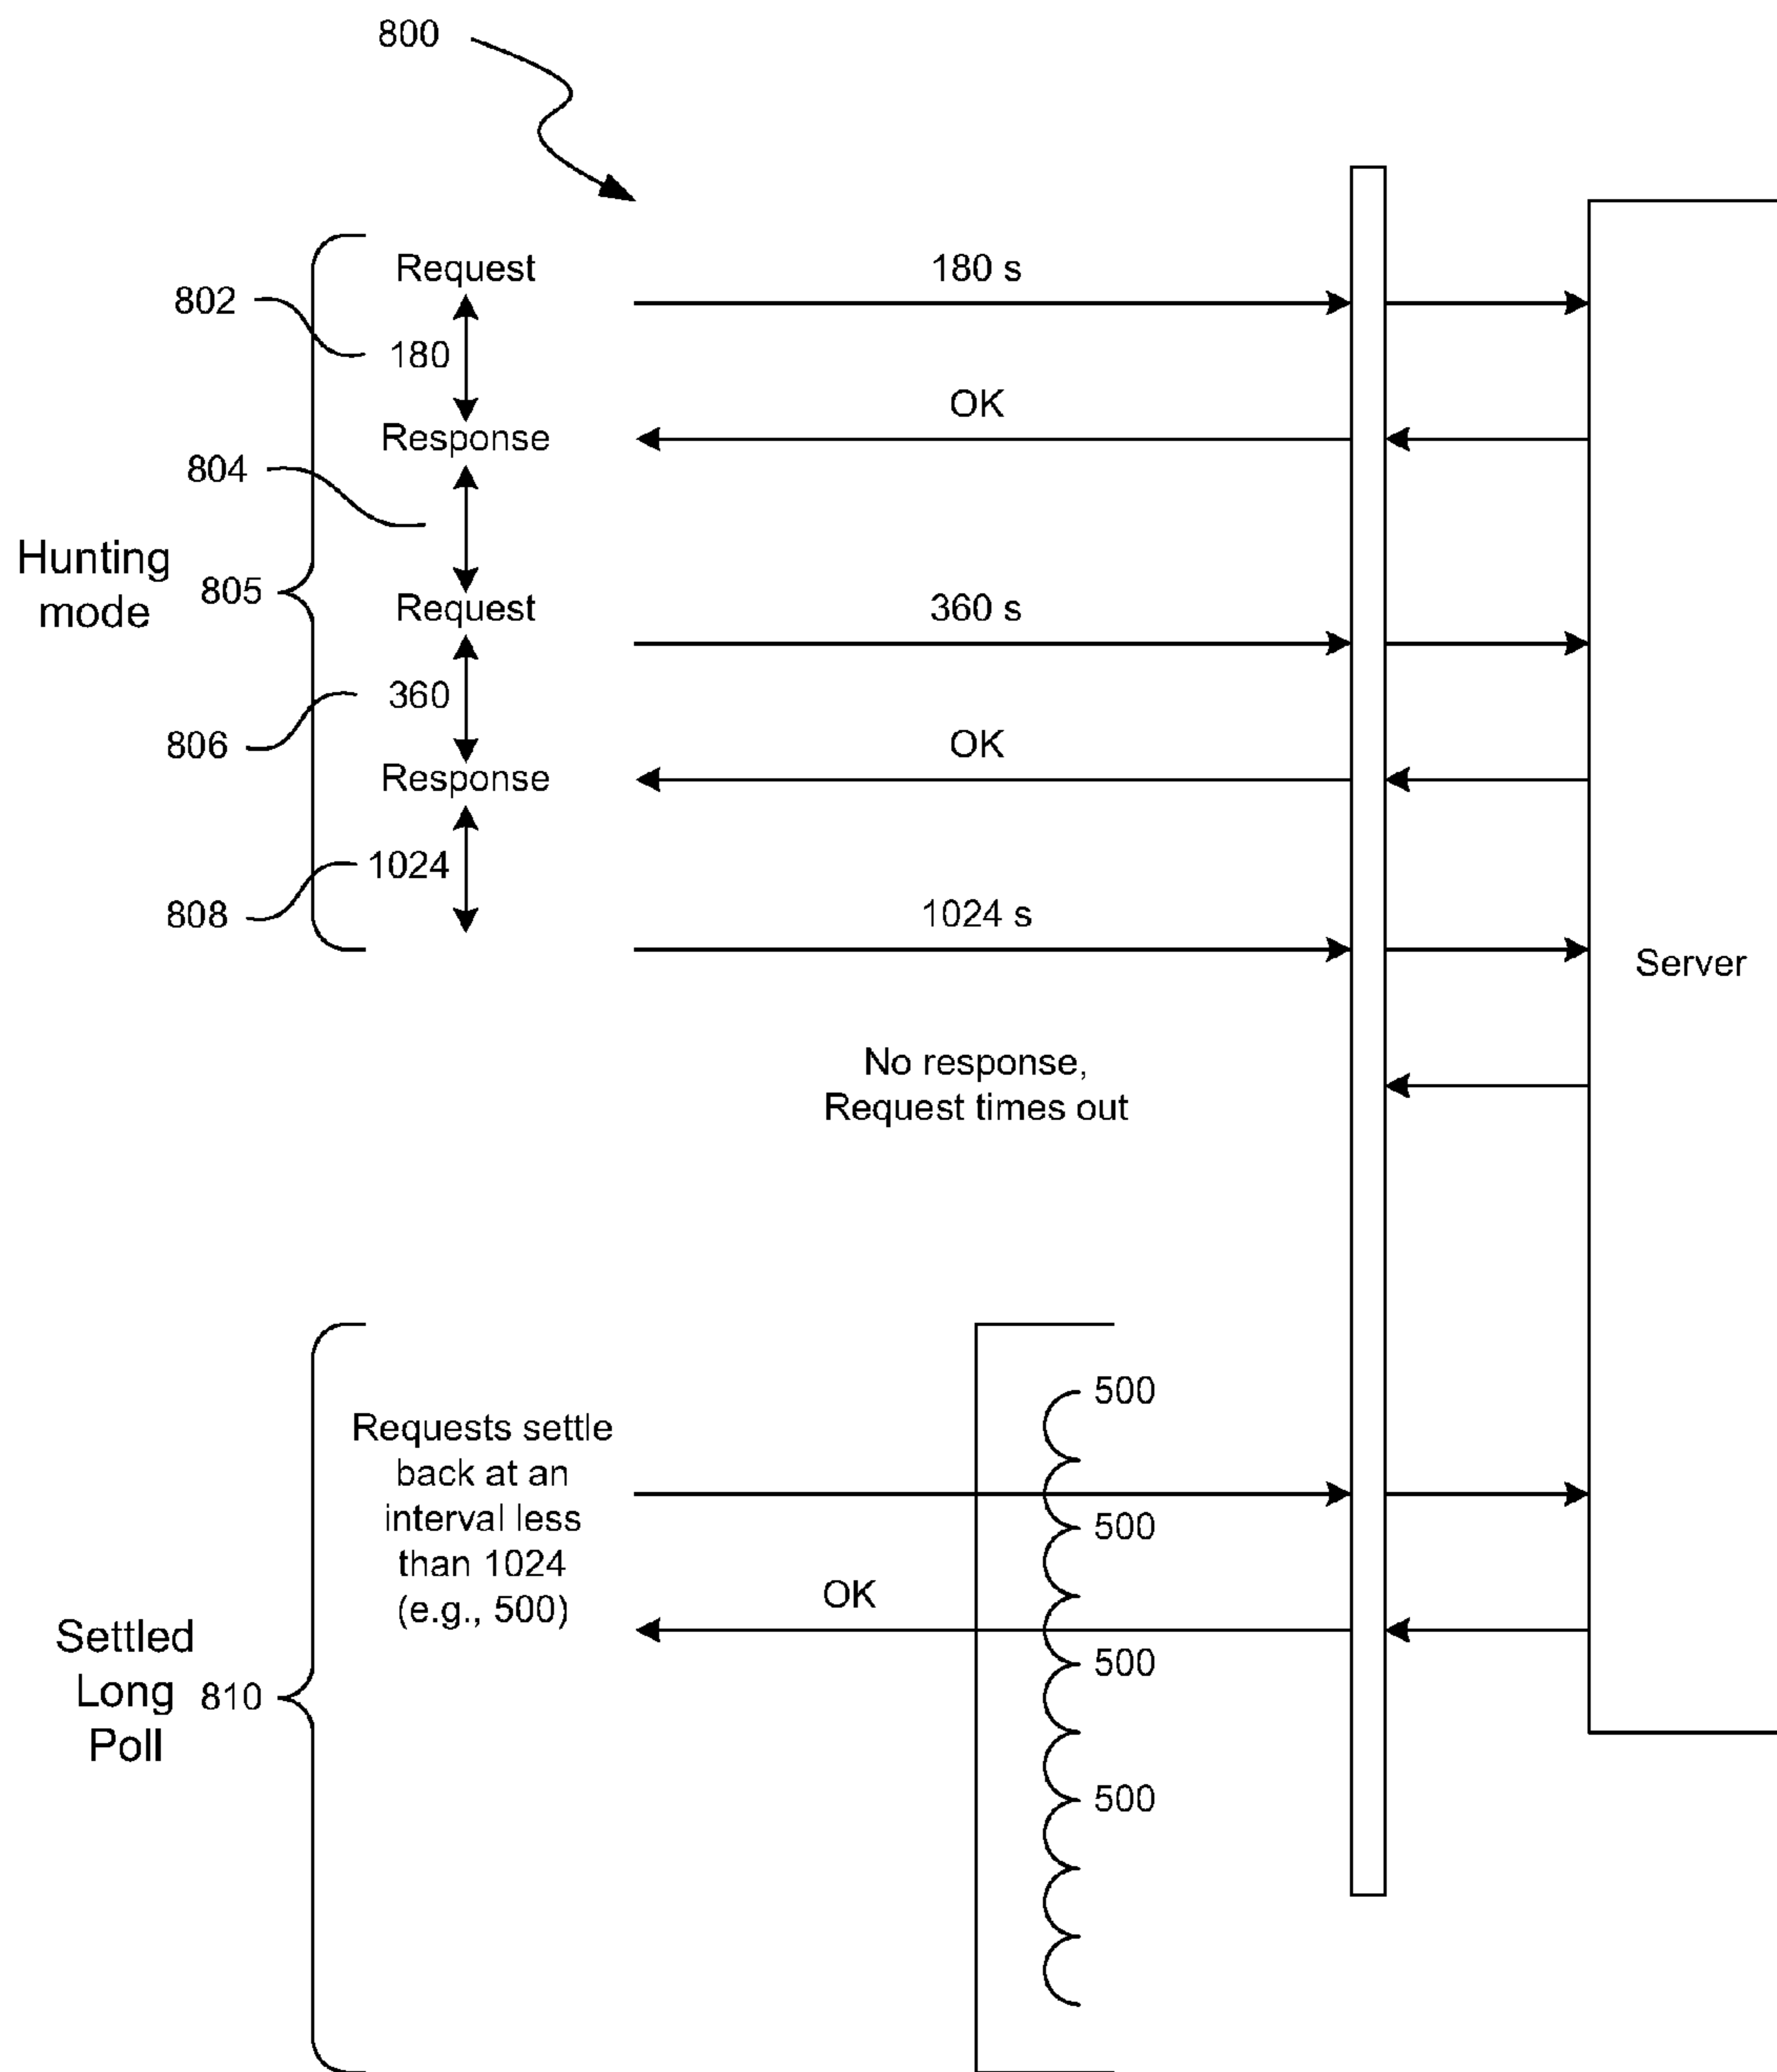 800
Request
180 s
802
180
OK
Response
804
Hunting
mode
805
Request
360 s
806
360
OK
Response
808
1024
1024 s
Server
No response,
Request times out
500
Requests settle
back at an
interval less
than 1024
(e.g., 500)
500
OK
Settled
Long
Poll
810
500
500